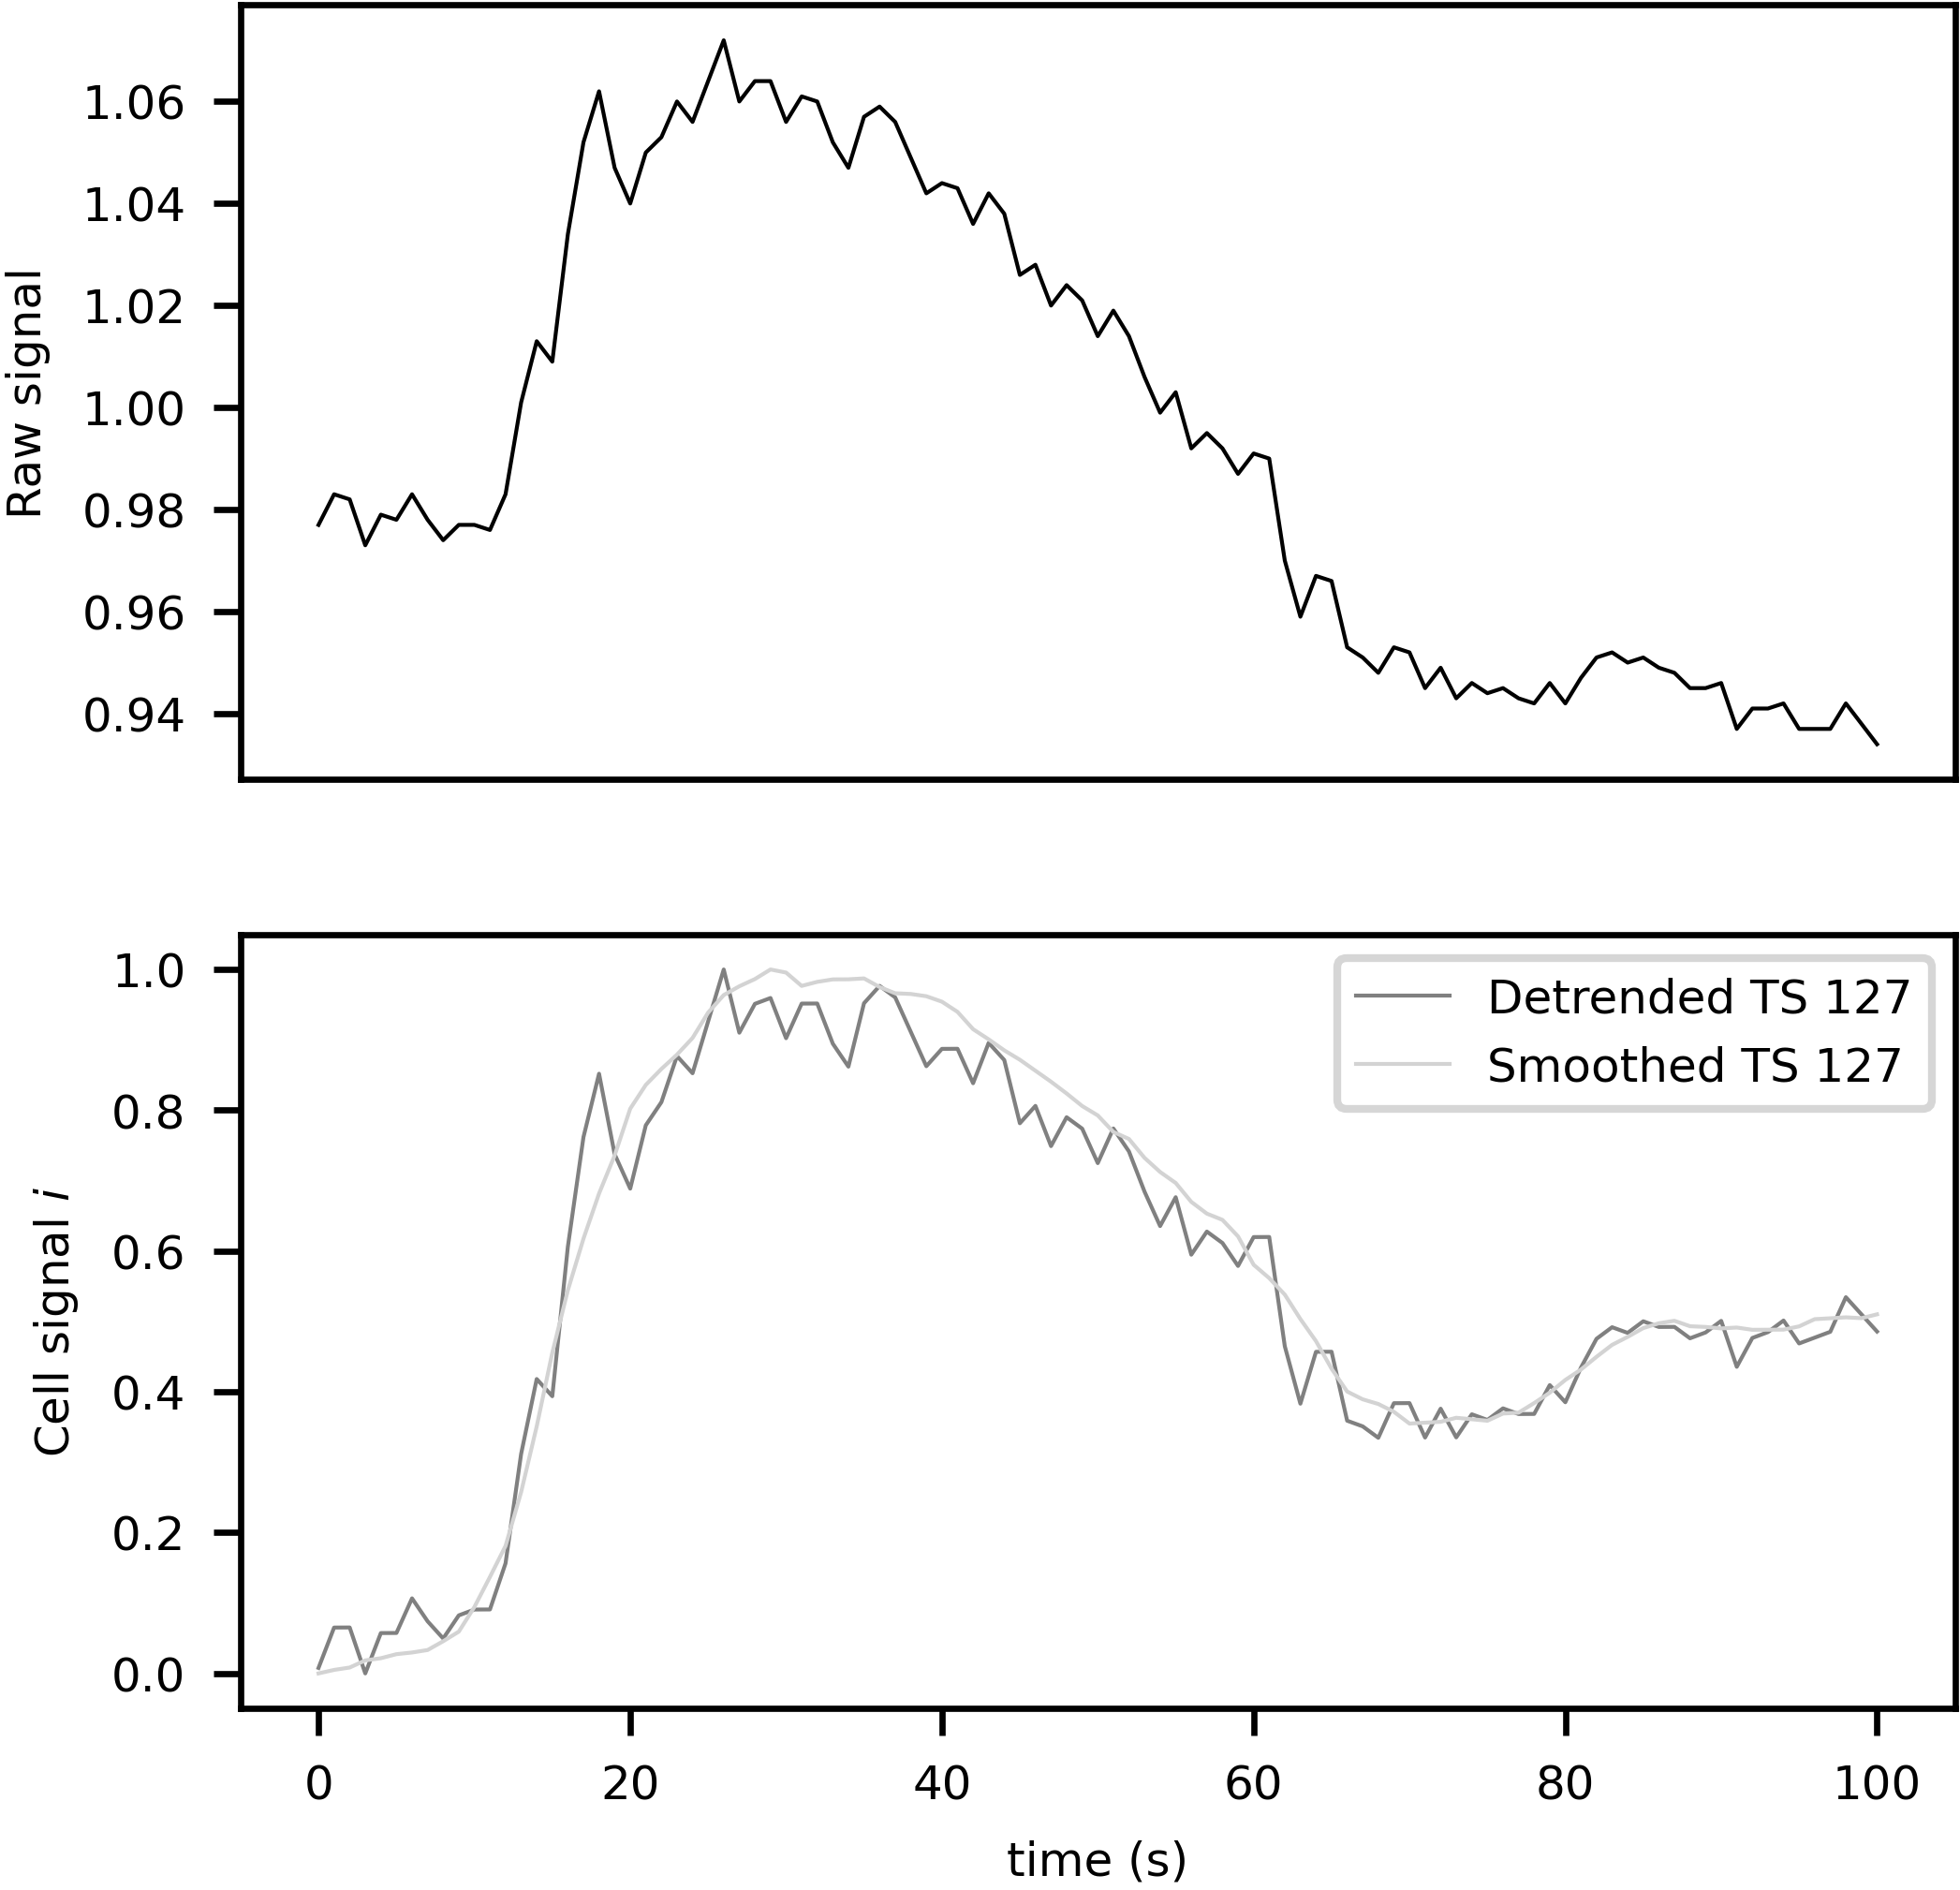 Raw signal
1.06
1.04
1.02
1.00
0.98
0.96
0.94
Cell signal i
1.0
0.8
0.6
0.4
0.2
0.0
Detrended TS 127
Smoothed TS 127
0 20 40 60 80 100
time (s)